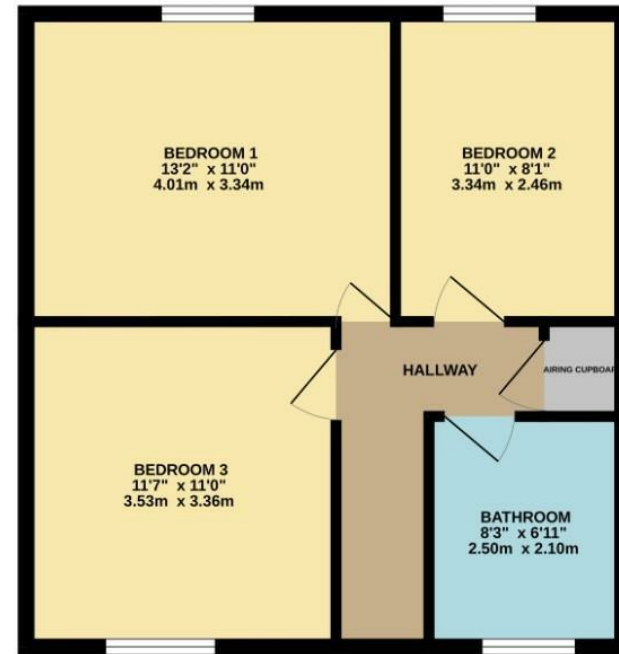 BEDROOM 1
13'2" x 11'0"
4.01m x 3.34m
BEDROOM 2
11'0" x 8'1"
3.34m x 2.46m
HALLWAY
AIRING CUPBOAR
BEDROOM 3
11'7" x 11'0"
3.53m x 3.36m
BATHROOM
8'3" x 6'11"
2.50m x 2.10m